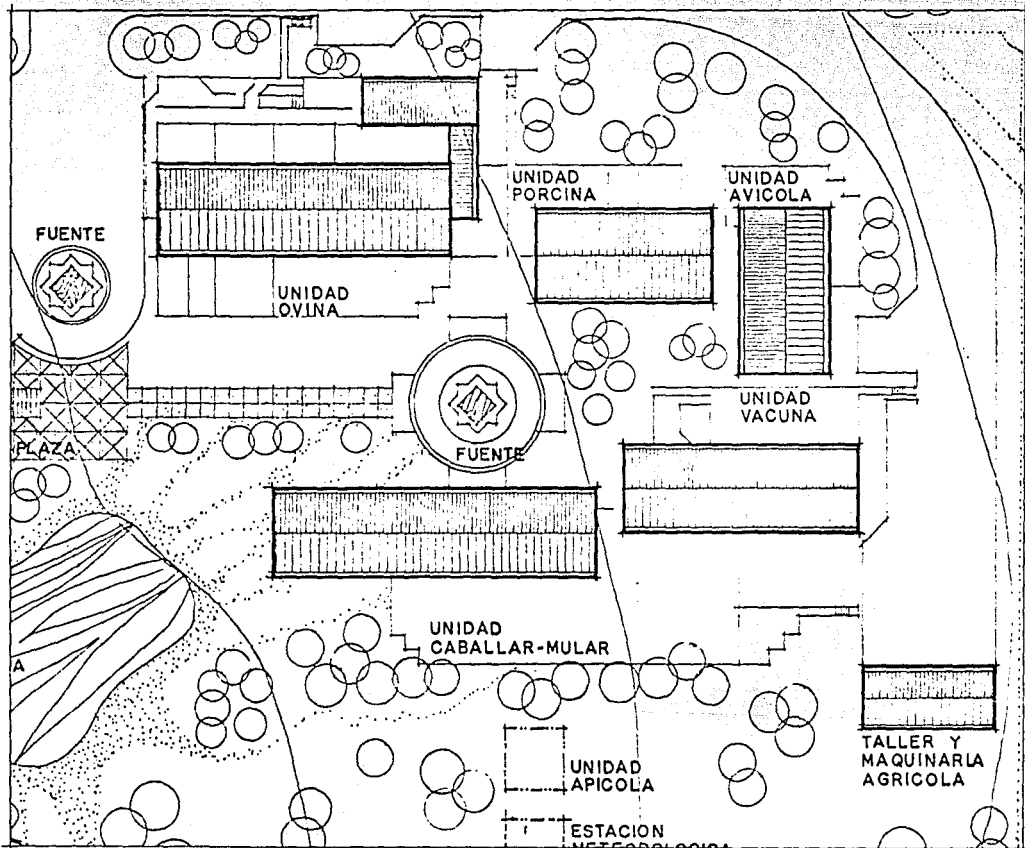 UNIDAD
PORCINA
UNIDAD
AVICOLA
FUENTE
UNIDAD
OVINA
UNIDAD
VACUNA
PLAZA
FUENTE
UNIDAD
CABALLAR-MULAR
A
TALLER Y
MAQUINARIA
AGRICOLA
UNIDAD
APICOLA
ESTACION
METEOROLOGICA